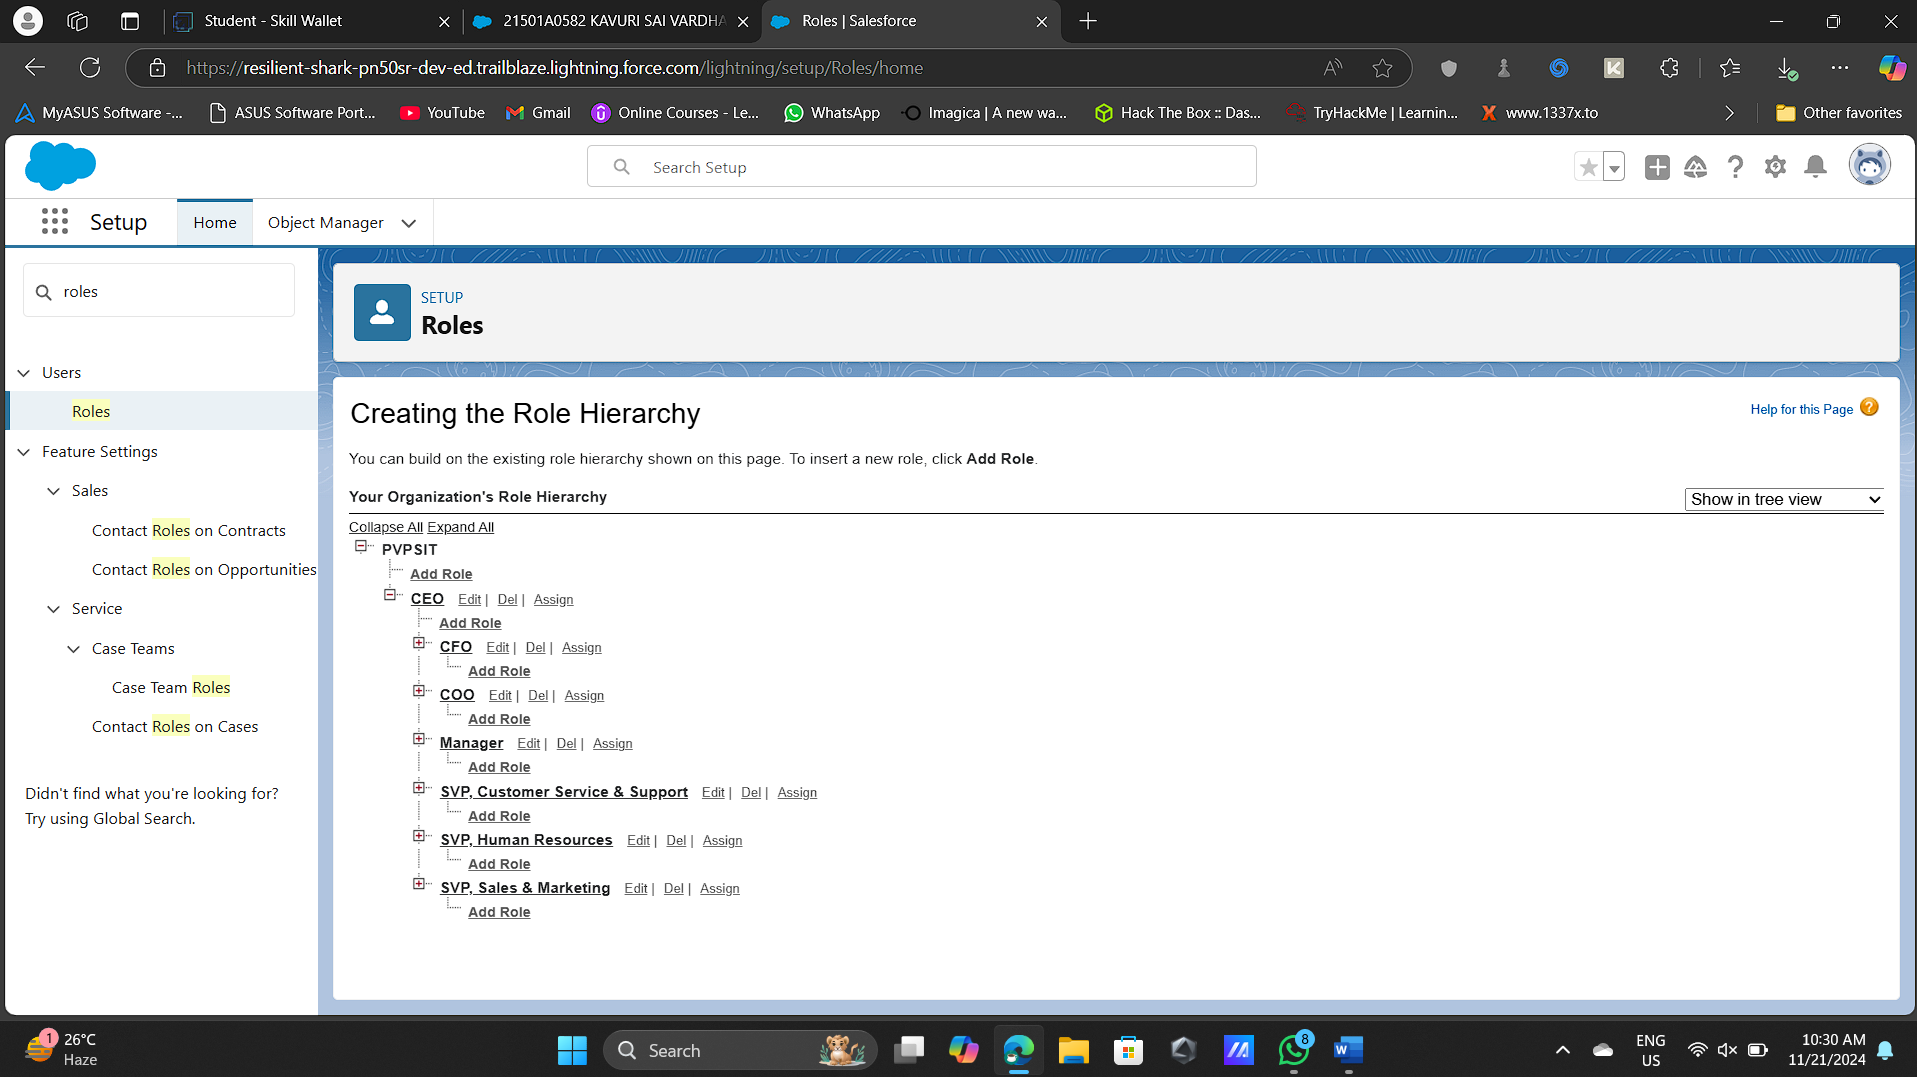 Student - Skill Wallet
21501A0582 KAVURI SAI VARDHA
Roles | Salesforce
https://resilient-shark-pn50sr-dev-ed.trailblaze.lightning.force.com/lightning/setup/Roles/home
MyASUS Software -...
ASUS Software Port...
YouTube
Gmail
Online Courses - Le...
WhatsApp
Imagica | A new wa...
Hack The Box :: Das...
TryHackMe | Learnin...
www.1337x.to
Other favorites
Search Setup
Setup
Home
Object Manager
roles
Users
Roles
Feature Settings
Sales
Contact Roles on Contracts
Contact Roles on Opportunities
Service
Case Teams
Case Team Roles
Contact Roles on Cases
Didn't find what you're looking for?
Try using Global Search.
SETUP
Roles
Creating the Role Hierarchy
Help for this Page ?
You can build on the existing role hierarchy shown on this page. To insert a new role, click Add Role.
Your Organization's Role Hierarchy
Show in tree view
Collapse All Expand All
PVPSIT
Add Role
CEO Edit | Del | Assign
Add Role
CFO Edit | Del | Assign
Add Role
COO Edit | Del | Assign
Add Role
Manager Edit | Del | Assign
Add Role
SVP, Customer Service & Support Edit | Del | Assign
Add Role
SVP, Human Resources Edit | Del | Assign
Add Role
SVP, Sales & Marketing Edit | Del | Assign
Add Role
1
26°C
Haze
Search
8
ENG
US
10:30 AM
11/21/2024